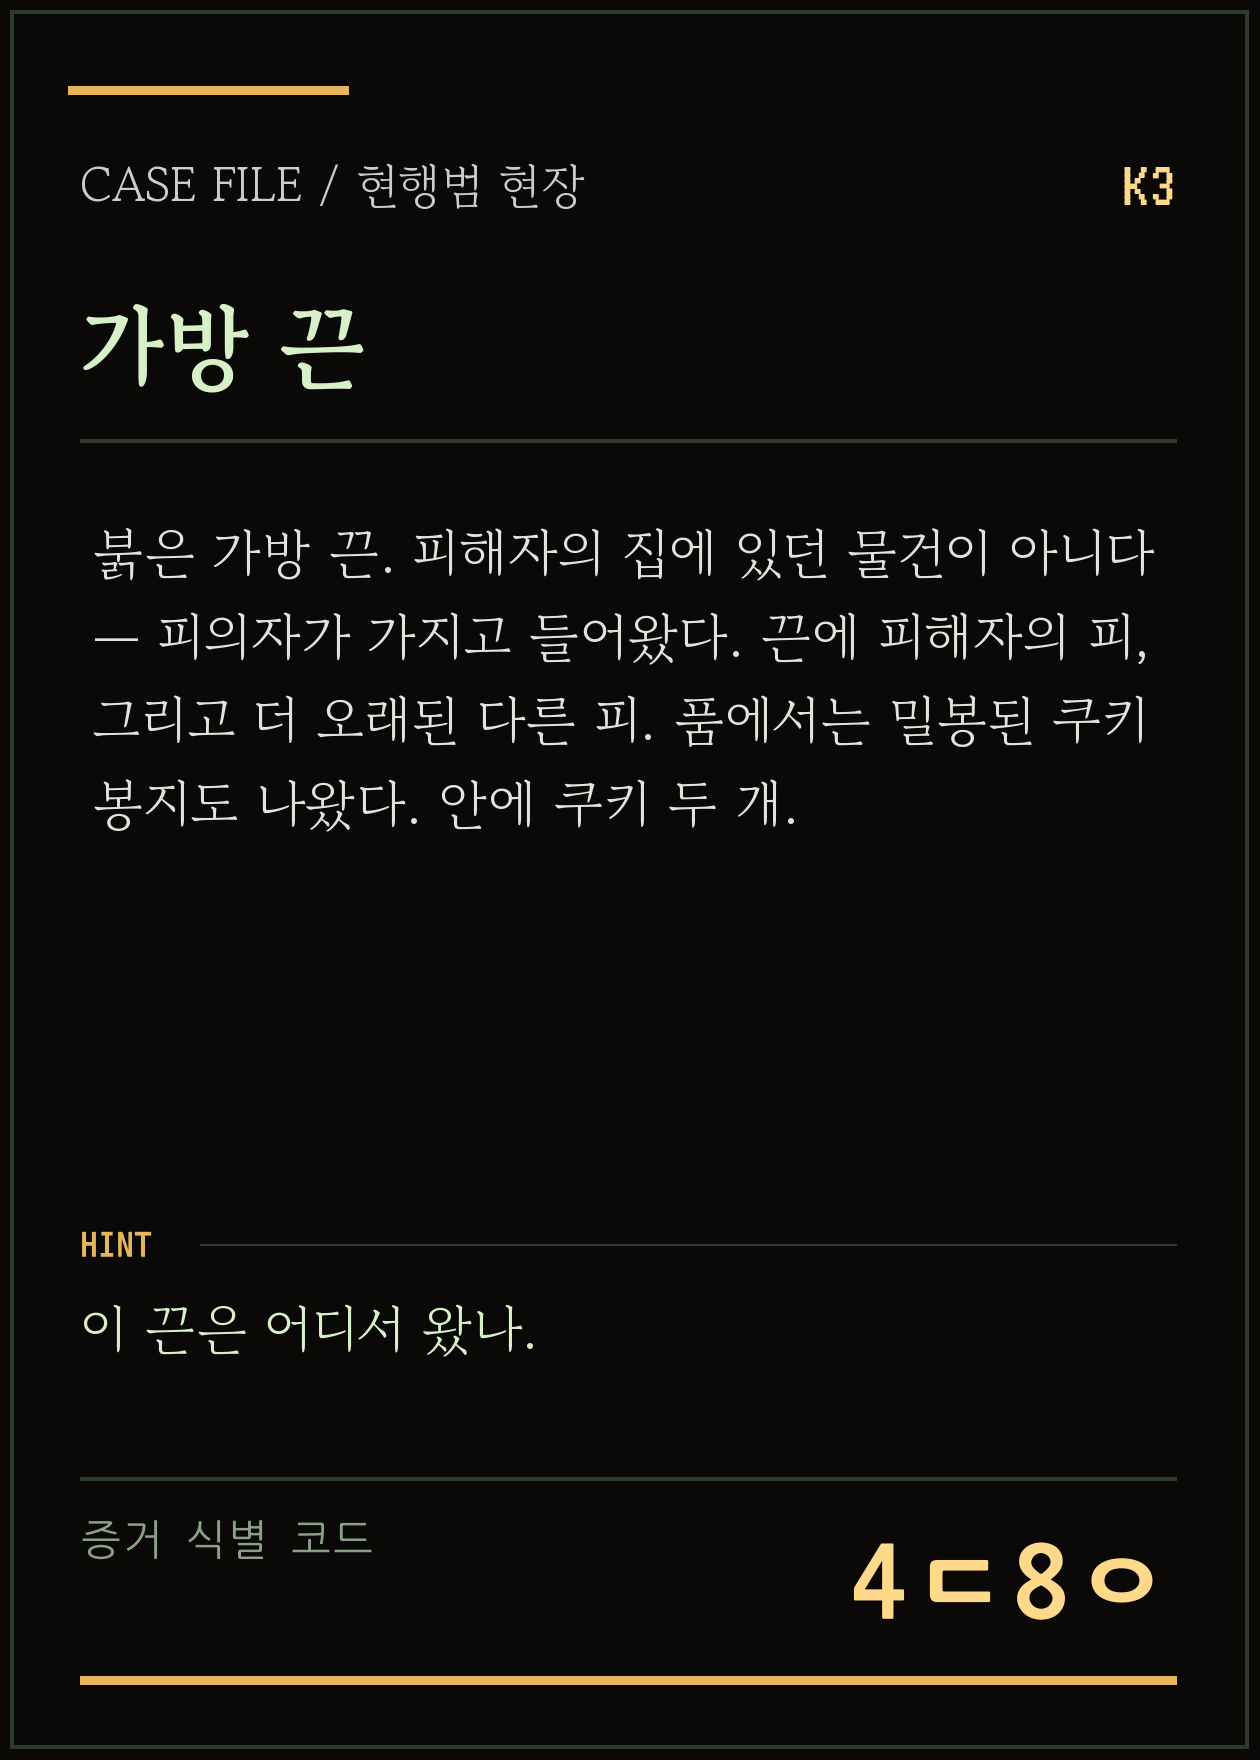 CASE FILE / 현행범 현장
K3
가방 끈
붉은 가방 끈. 피해자의 집에 있던 물건이 아니다
— 피의자가 가지고 들어왔다. 끈에 피해자의 피,
그리고 더 오래된 다른 피. 품에서는 밀봉된 쿠키
봉지도 나왔다. 안에 쿠키 두 개.
HINT
이 끈은 어디서 왔나.
증거 식별 코드
4ㄷ8ㅇ